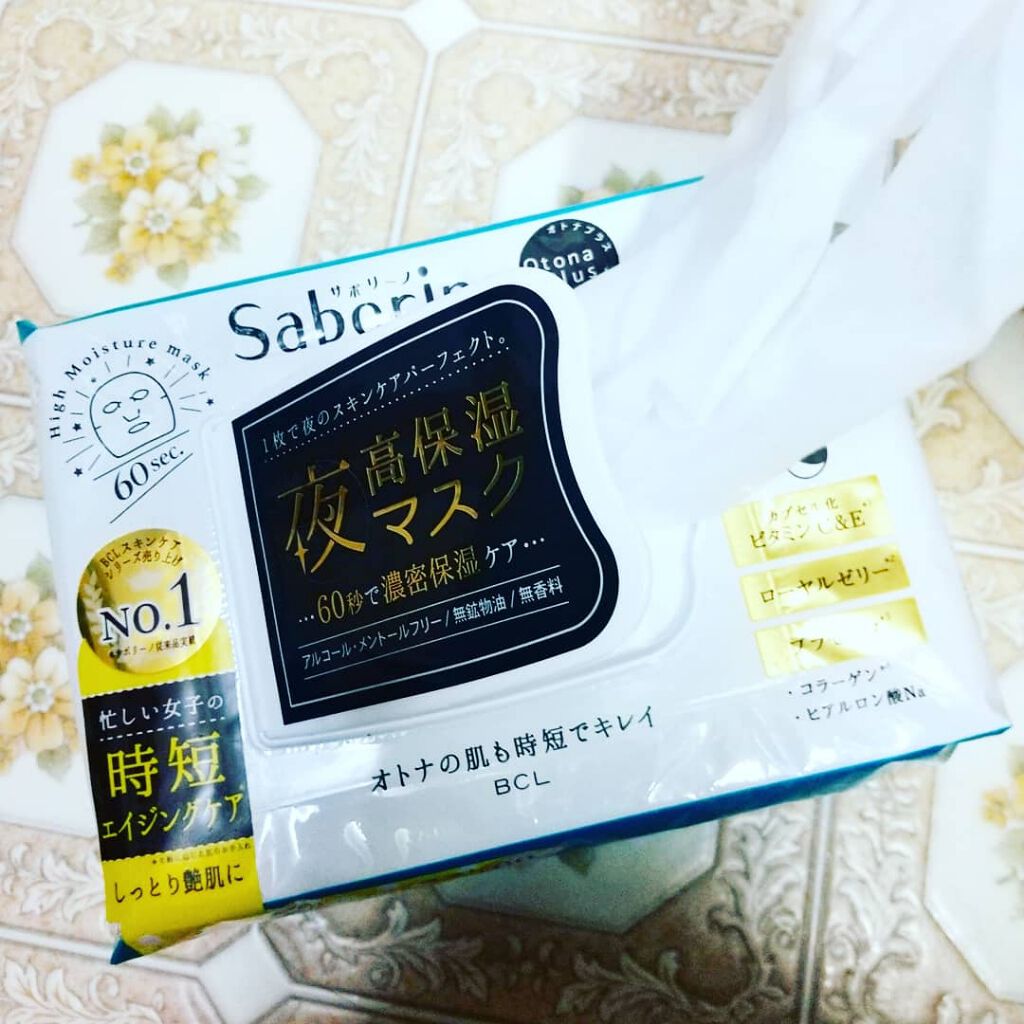 オトナプラス
Otona
サボリーノ
High Moisture mask
60sec.
1枚で夜のスキンケアパーフェクト。
夜高保湿
マスク
…60秒で濃密保湿ケア…
アルコール・メントールフリー/無鉱物油/無香料
BCLスキンケア
シリーズ売り上げ
No.1
忙しい女子の
時短
エイジングケア*
しっとり艶肌に
カプセル化
ビタミンC&E
ローヤルゼリー
・コラーゲン
・ヒアルロン酸Na
オトナの肌も時短でキレイ
BCL